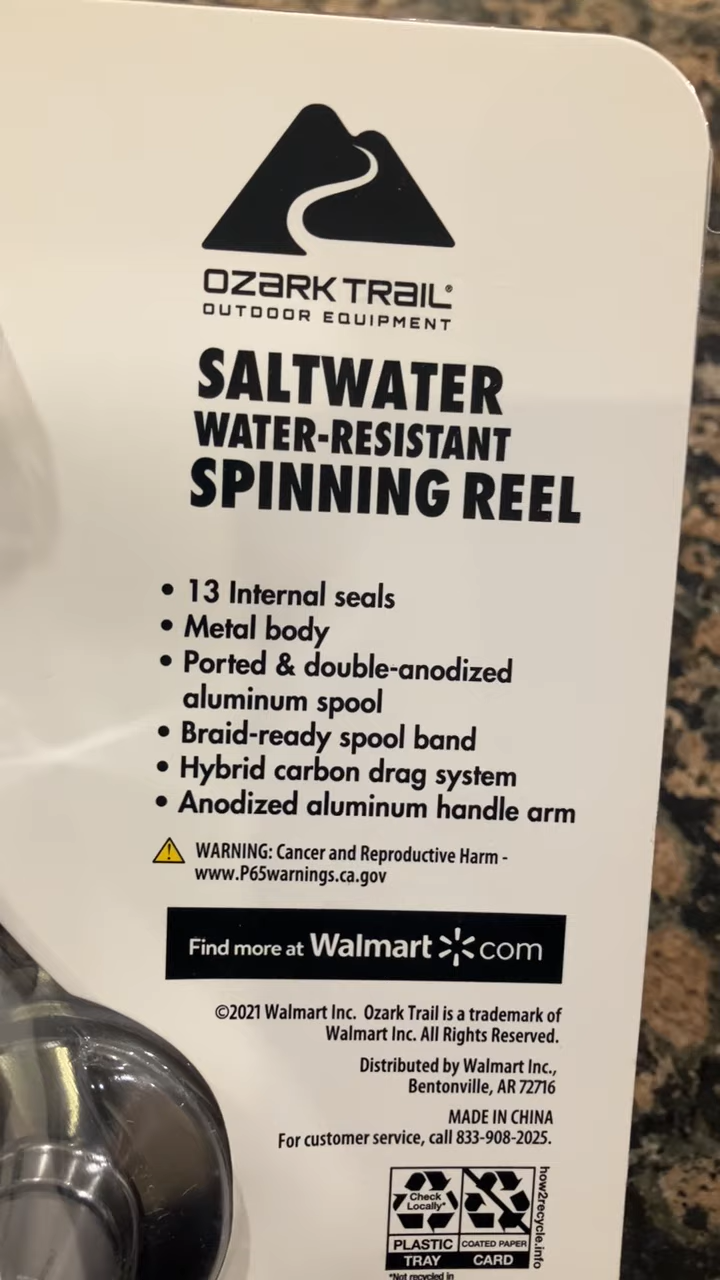 OZARK TRAIL®
OUTDOOR EQUIPMENT
SALTWATER
WATER-RESISTANT
SPINNING REEL
• 13 Internal seals
• Metal body
• Ported & double-anodized
aluminum spool
• Braid-ready spool band
• Hybrid carbon drag system
• Anodized aluminum handle arm
WARNING: Cancer and Reproductive Harm -
www.P65warnings.ca.gov
Find more at Walmart com
©2021 Walmart Inc. Ozark Trail is a trademark of
Walmart Inc. All Rights Reserved.
Distributed by Walmart Inc.,
Bentonville, AR 72716
MADE IN CHINA
For customer service, call 833-908-2025.
Check
Locally*
PLASTIC
TRAY
COATED PAPER
CARD
how2recycle.info
*Not recycled in